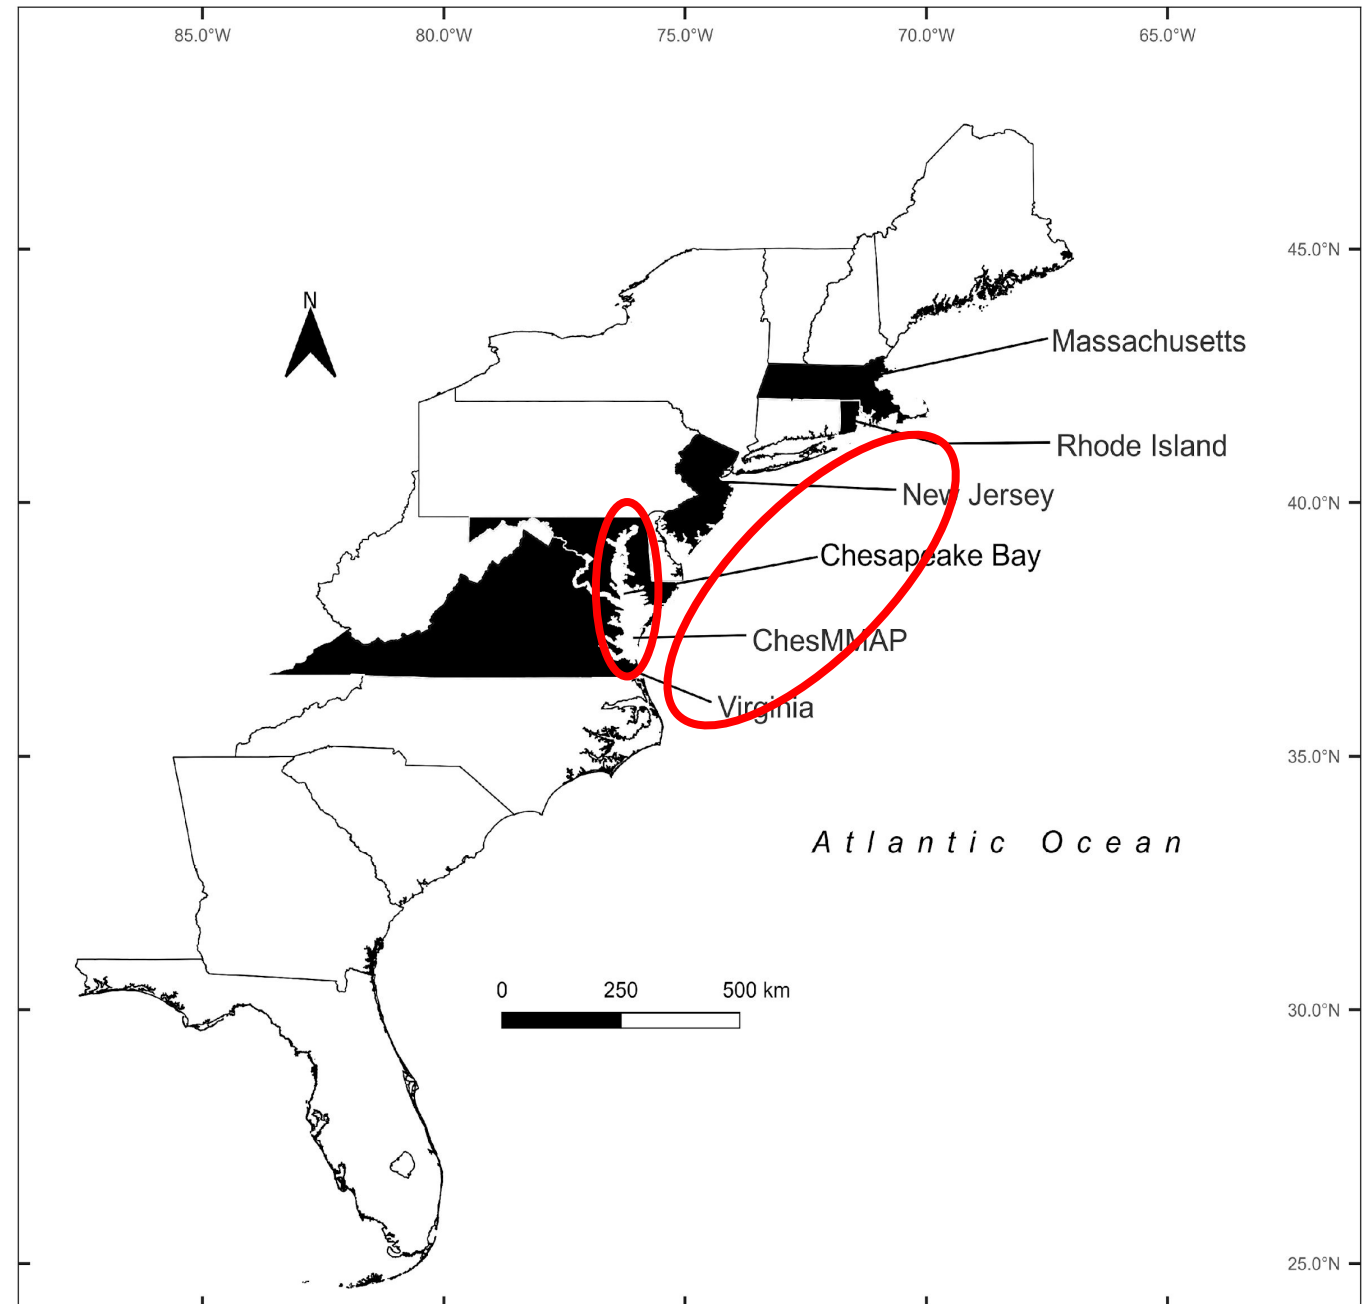 85.0°W 80.0°W 75.0°W 70.0°W 65.0°W
45.0°N
N
Massachusetts
Rhode Island
New Jersey
40.0°N
Chesapeake Bay
ChesMMAP
Virginia
35.0°N
Atlantic Ocean
0 250 500 km
30.0°N
25.0°N